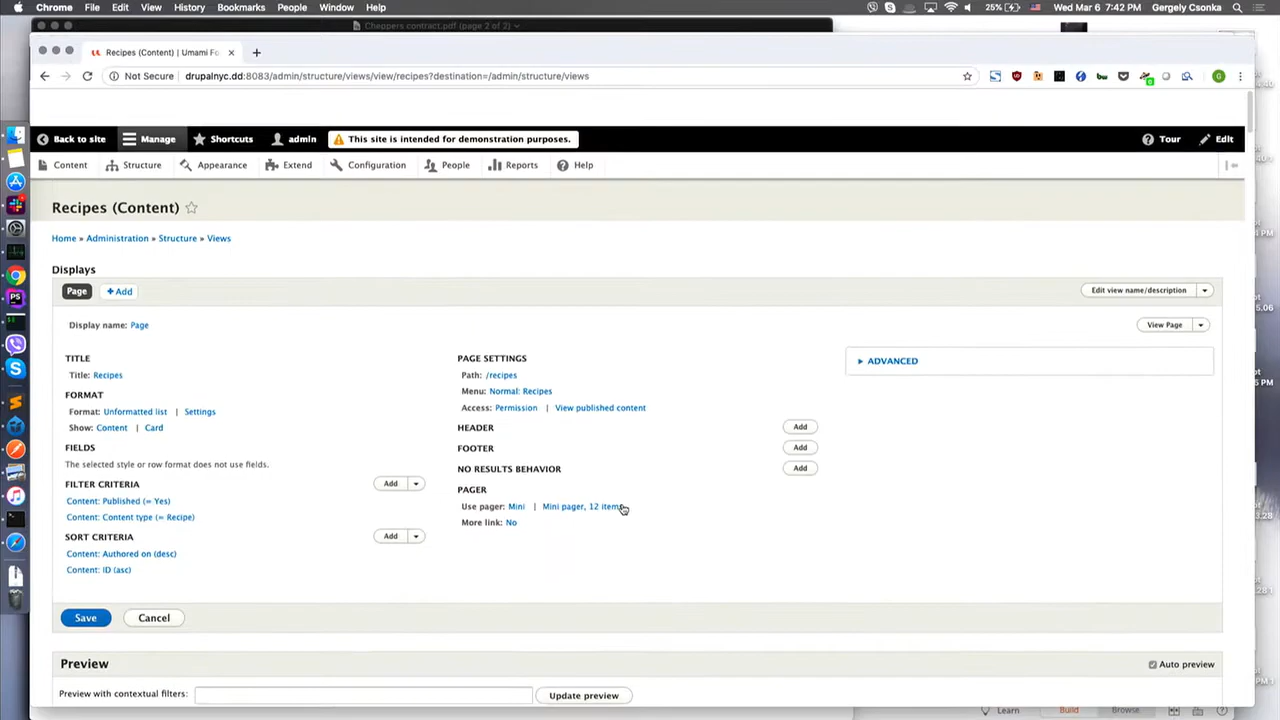 Chrome File Edit View History Bookmarks People Window Help 25% Wed Mar 6 7:42 PM Gergely Csonka
Cheppers contract.pdf (page 2 of 2)
Recipes (Content) | Umami Fo
Not Secure drupalnyc.dd:8083/admin/structure/views/view/recipes?destination=/admin/structure/views
Back to site Manage Shortcuts admin This site is intended for demonstration purposes. Tour Edit
Content Structure Appearance Extend Configuration People Reports Help
Recipes (Content)
Home » Administration » Structure » Views
Displays
Page + Add Edit view name/description
Display name: Page View Page
TITLE PAGE SETTINGS ADVANCED
Title: Recipes Path: /recipes
FORMAT Menu: Normal: Recipes
Format: Unformatted list | Settings Access: Permission | View published content
Show: Content | Card HEADER Add
FIELDS FOOTER Add
The selected style or row format does not use fields. NO RESULTS BEHAVIOR Add
FILTER CRITERIA Add PAGER
Content: Published (= Yes) Use pager: Mini | Mini pager, 12 items
Content: Content type (= Recipe) More link: No
SORT CRITERIA Add
Content: Authored on (desc)
Content: ID (asc)
Save Cancel
Preview Auto preview
Preview with contextual filters: Update preview
Learn Build Browse